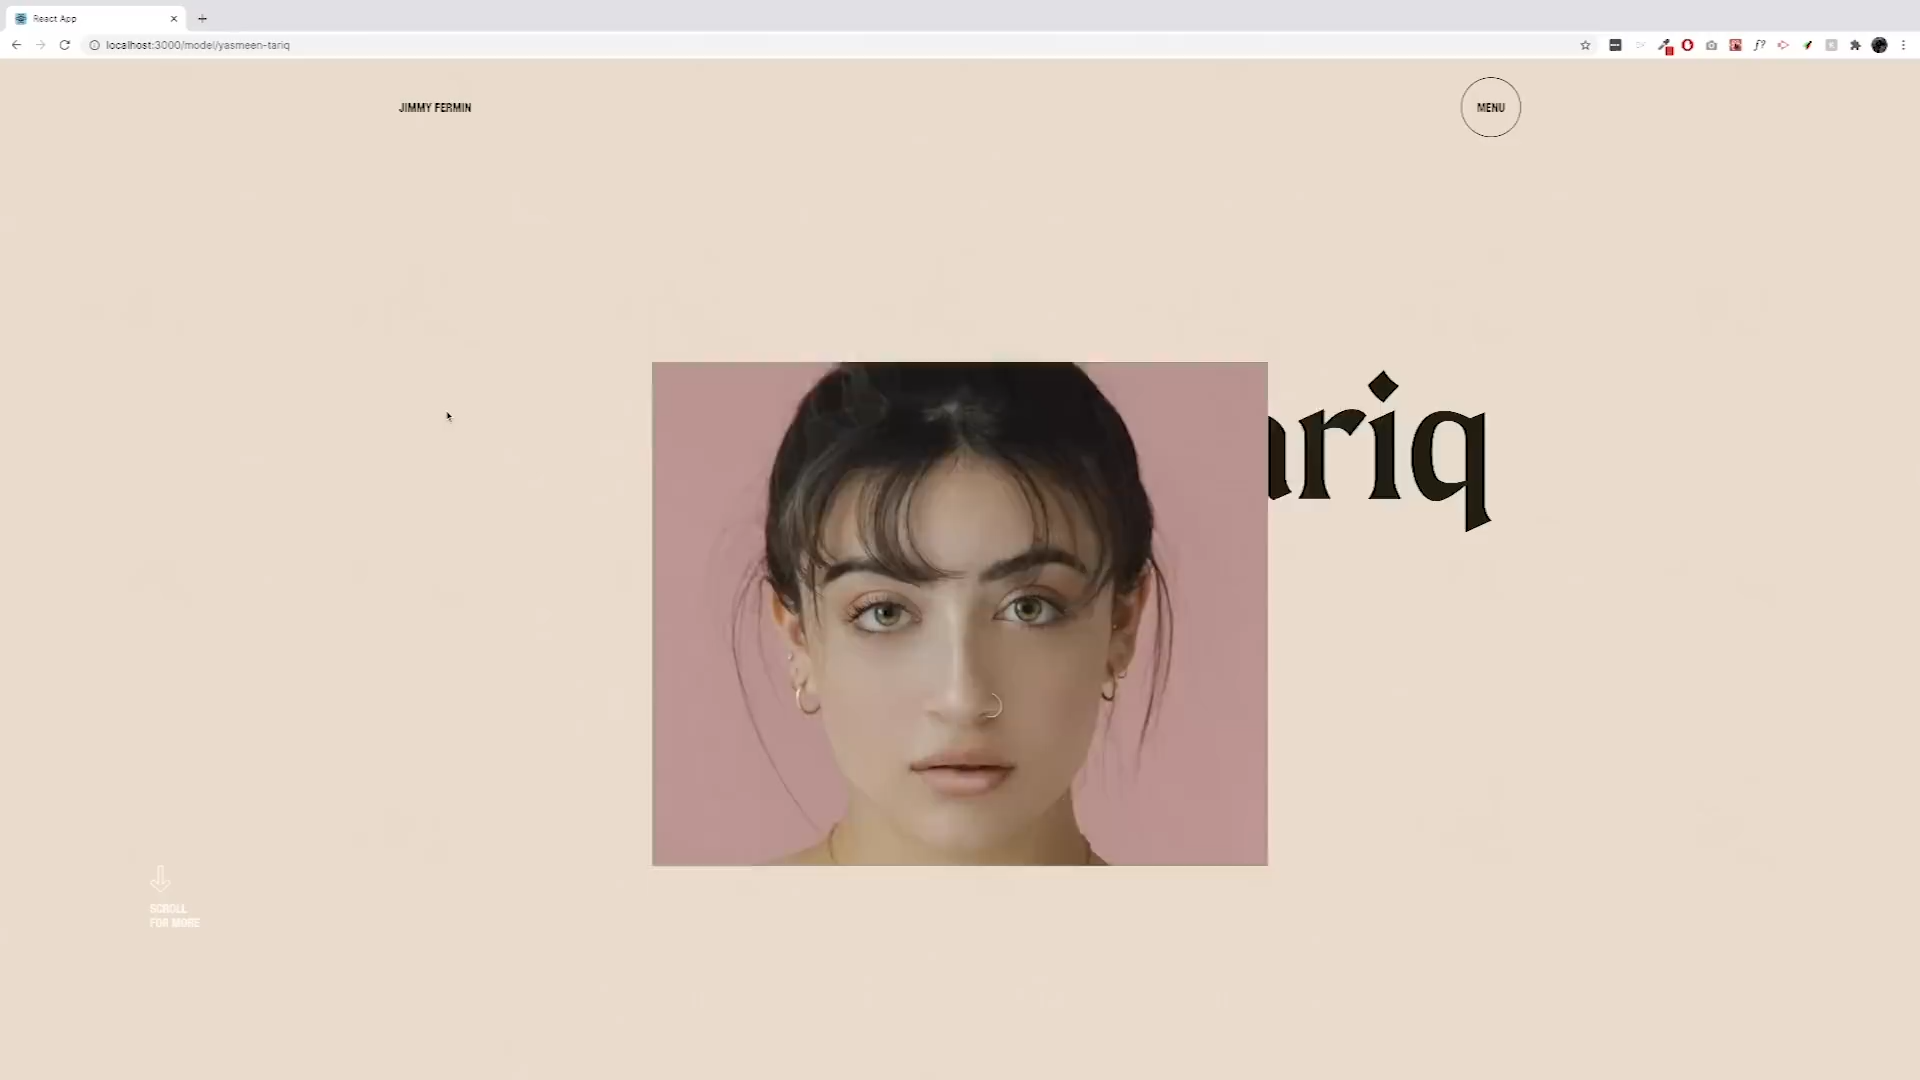 React App
localhost:3000/model/yasmeen-tariq
JIMMY FERMIN
MENU
ariq
SCROLL
FOR MORE